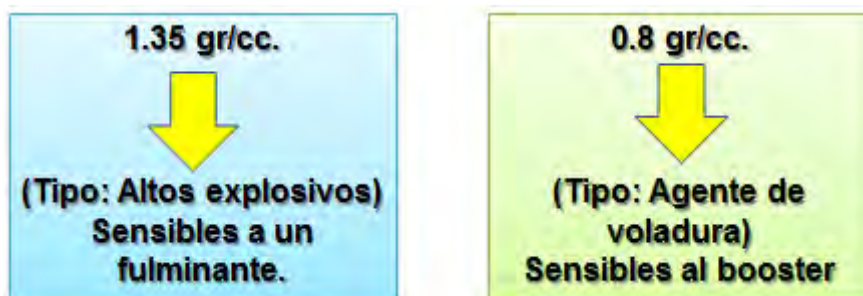 1.35 gr/cc.
(Tipo: Altos explosivos)
Sensibles a un
fulminante.
0.8 gr/cc.
(Tipo: Agente de
voladura)
Sensibles al booster